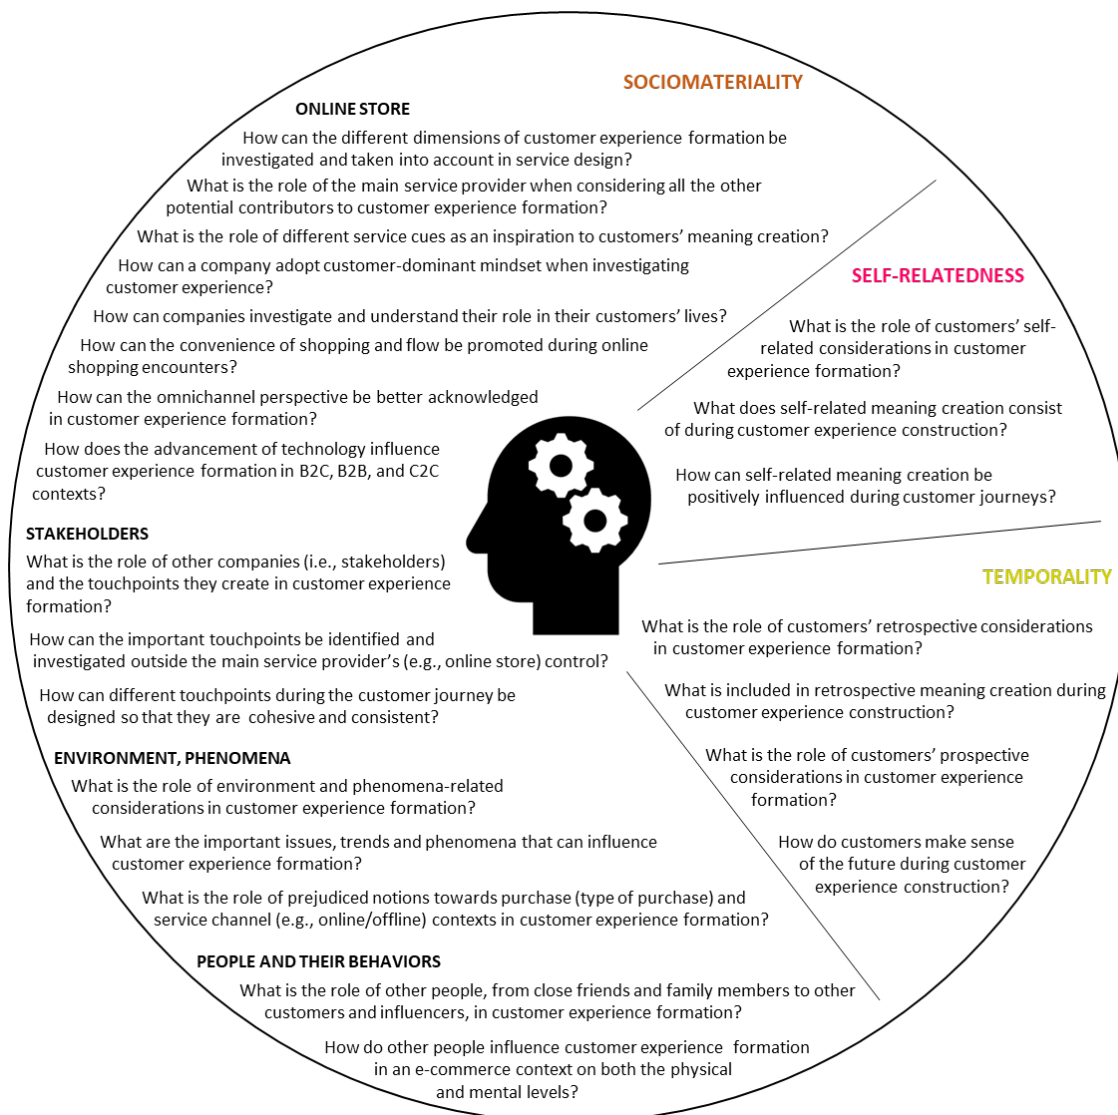 SOCIOMATERIALITY
ONLINE STORE
How can the different dimensions of customer experience formation be
investigated and taken into account in service design?
What is the role of the main service provider when considering all the other
potential contributors to customer experience formation?
What is the role of different service cues as an inspiration to customers’ meaning creation?
How can a company adopt customer-dominant mindset when investigating
customer experience?
How can companies investigate and understand their role in their customers’ lives?
How can the convenience of shopping and flow be promoted during online
shopping encounters?
How can the omnichannel perspective be better acknowledged
in customer experience formation?
How does the advancement of technology influence
customer experience formation in B2C, B2B, and C2C
contexts?
STAKEHOLDERS
What is the role of other companies (i.e., stakeholders)
and the touchpoints they create in customer experience
formation?
How can the important touchpoints be identified and
investigated outside the main service provider’s (e.g., online store) control?
How can different touchpoints during the customer journey be
designed so that they are cohesive and consistent?
ENVIRONMENT, PHENOMENA
What is the role of environment and phenomena-related
considerations in customer experience formation?
What are the important issues, trends and phenomena that can influence
customer experience formation?
What is the role of prejudiced notions towards purchase (type of purchase) and
service channel (e.g., online/offline) contexts in customer experience formation?
PEOPLE AND THEIR BEHAVIORS
What is the role of other people, from close friends and family members to other
customers and influencers, in customer experience formation?
How do other people influence customer experience formation
in an e-commerce context on both the physical
and mental levels?
SELF-RELATEDNESS
What is the role of customers’ self-
related considerations in customer
experience formation?
What does self-related meaning creation consist
of during customer experience construction?
How can self-related meaning creation be
positively influenced during customer journeys?
TEMPORALITY
What is the role of customers’ retrospective considerations
in customer experience formation?
What is included in retrospective meaning creation during
customer experience construction?
What is the role of customers’ prospective
considerations in customer experience
formation?
How do customers make sense
of the future during customer
experience construction?